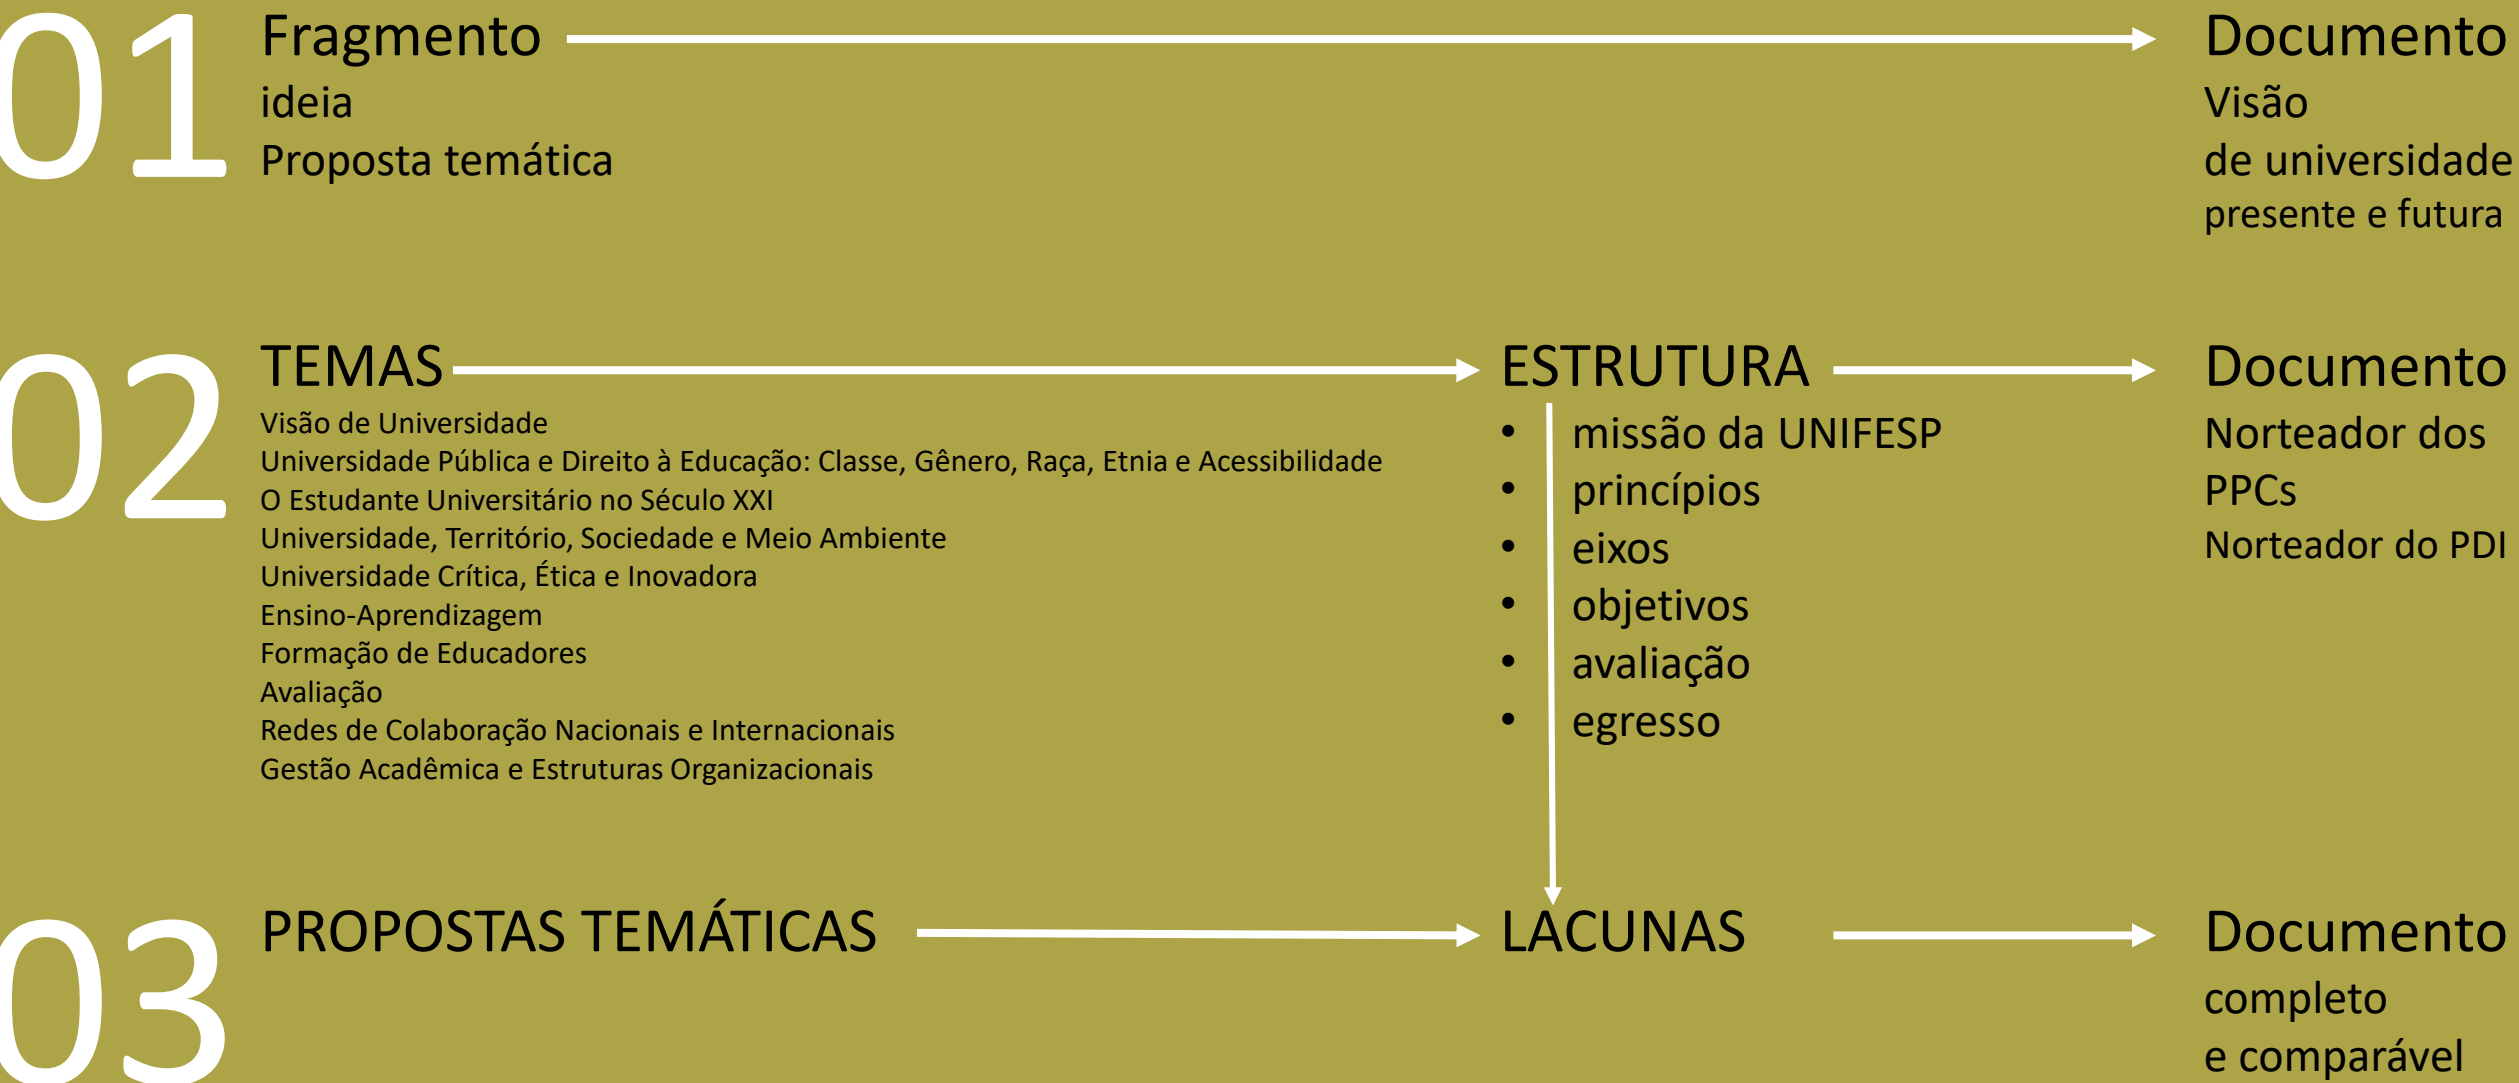 01
Fragmento
ideia
Proposta temática
Documento
Visão
de universidade
presente e futura
02
TEMAS
Visão de Universidade
Universidade Pública e Direito à Educação: Classe, Gênero, Raça, Etnia e Acessibilidade
O Estudante Universitário no Século XXI
Universidade, Território, Sociedade e Meio Ambiente
Universidade Crítica, Ética e Inovadora
Ensino-Aprendizagem
Formação de Educadores
Avaliação
Redes de Colaboração Nacionais e Internacionais
Gestão Acadêmica e Estruturas Organizacionais
ESTRUTURA
• missão da UNIFESP
• princípios
• eixos
• objetivos
• avaliação
• egresso
Documento
Norteador dos
PPCs
Norteador do PDI
03
PROPOSTAS TEMÁTICAS
LACUNAS
Documento
completo
e comparável